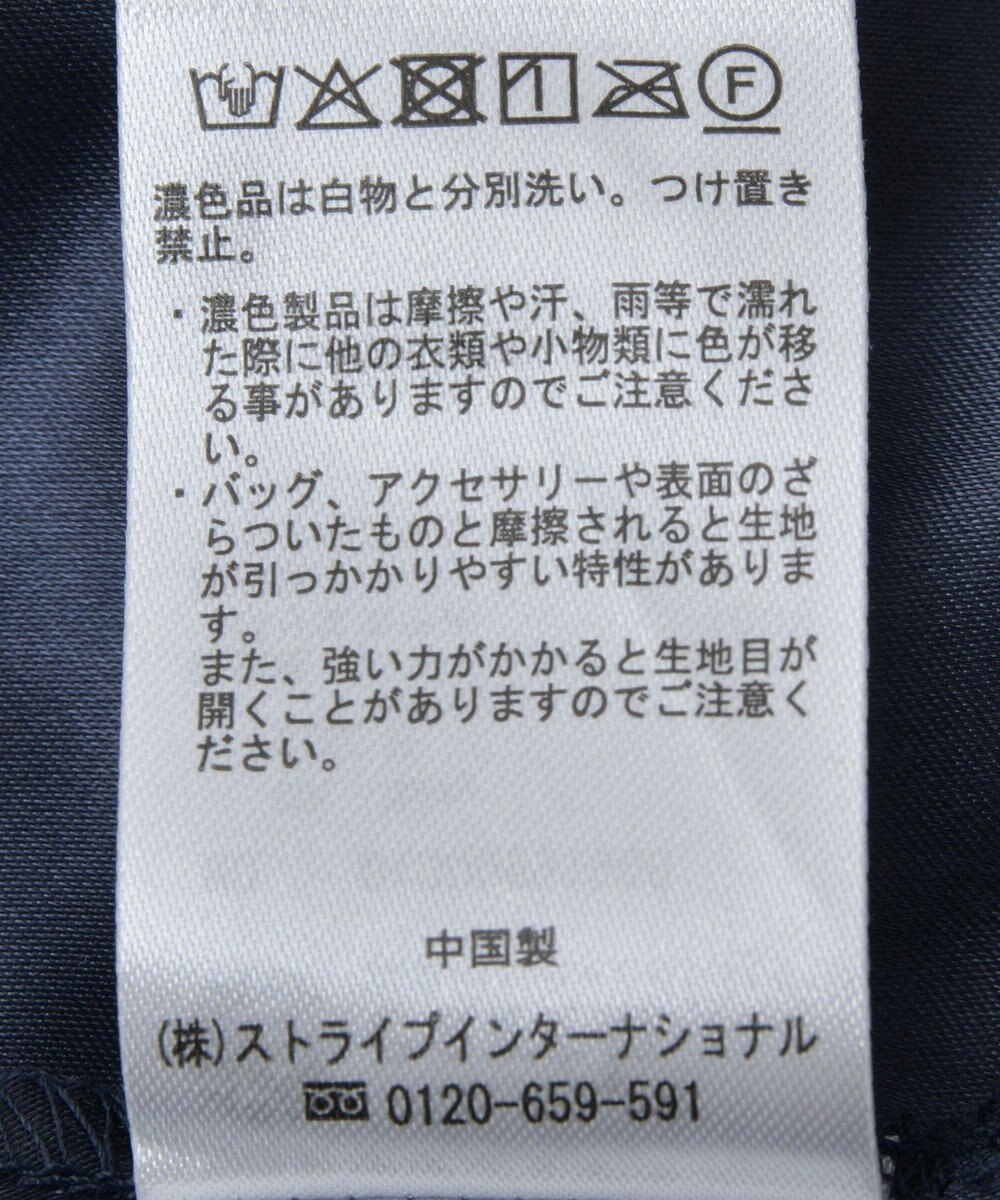 F
濃色品は白物と分別洗い。つけ置き
禁止。
・濃色製品は摩擦や汗、雨等で濡れ
た際に他の衣類や小物類に色が移
る事がありますのでご注意くださ
い。
・バッグ、アクセサリーや表面のざ
らついたものと摩擦されると生地
が引っかかりやすい特性がありま
す。
また、強い力がかかると生地目が
開くことがありますのでご注意く
ださい。
中国製
(株)ストライプインターナショナル
0120-659-591